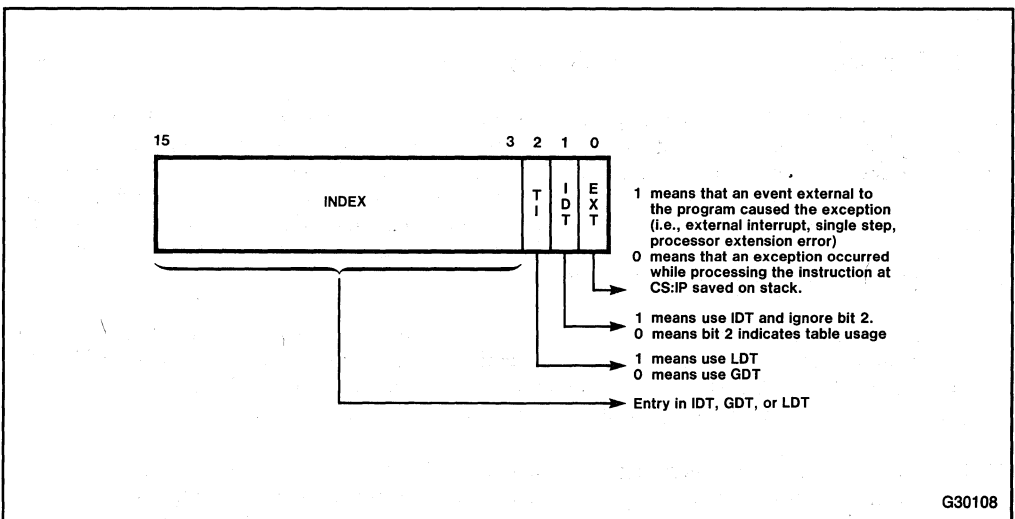 15 3 2 1 0
INDEX
TI
IDT
EXT
1 means that an event external to
the program caused the exception
(i.e., external interrupt, single step,
processor extension error)
0 means that an exception occurred
while processing the instruction at
CS:IP saved on stack.
1 means use IDT and ignore bit 2.
0 means bit 2 indicates table usage
1 means use LDT
0 means use GDT
Entry in IDT, GDT, or LDT
G30108